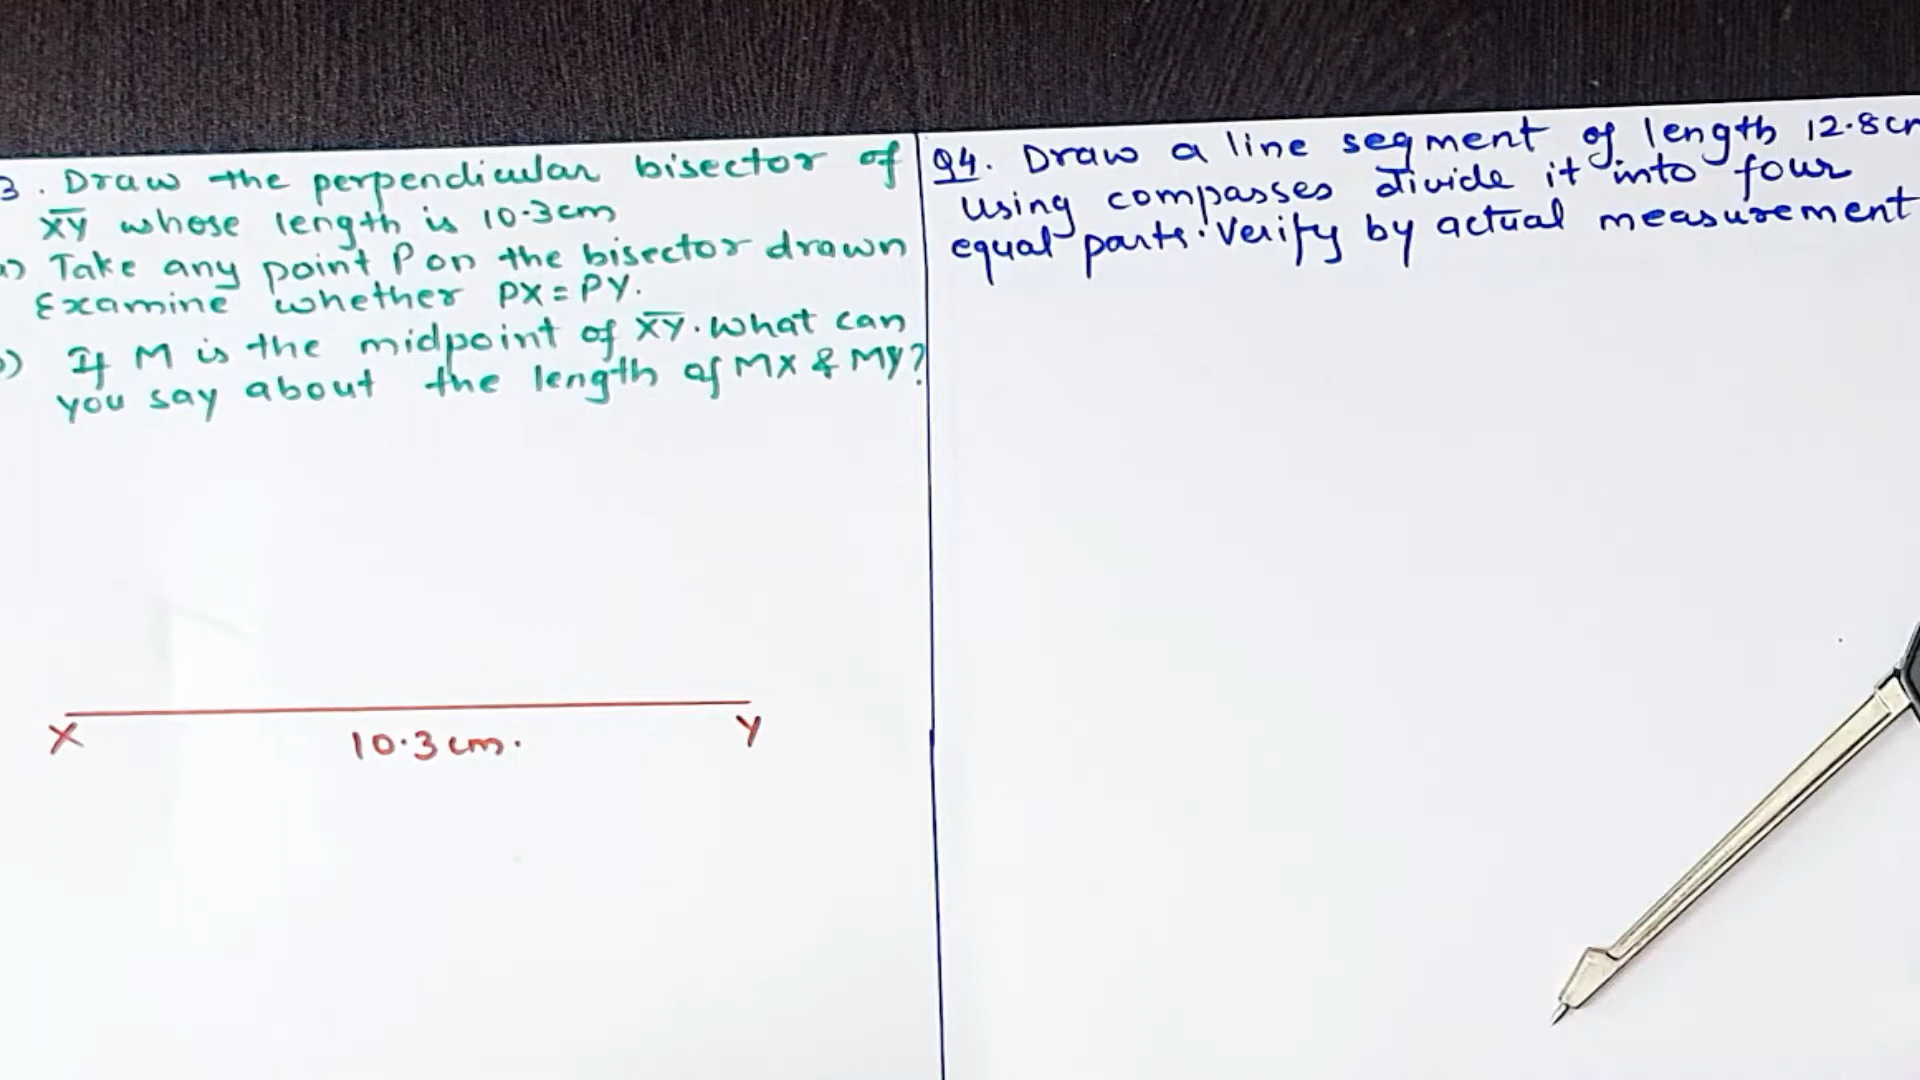 3. Draw the perpendicular bisector of
XY whose length is 10.3cm
a) Take any point P on the bisector drawn
Examine whether PX = PY.
b) If M is the midpoint of XY. What can
you say about the length of MX & MY?
X
10.3 cm.
Y
Q4. Draw a line segment of length 12.8cm
Using compasses divide it into four
equal parts. Verify by actual measurement